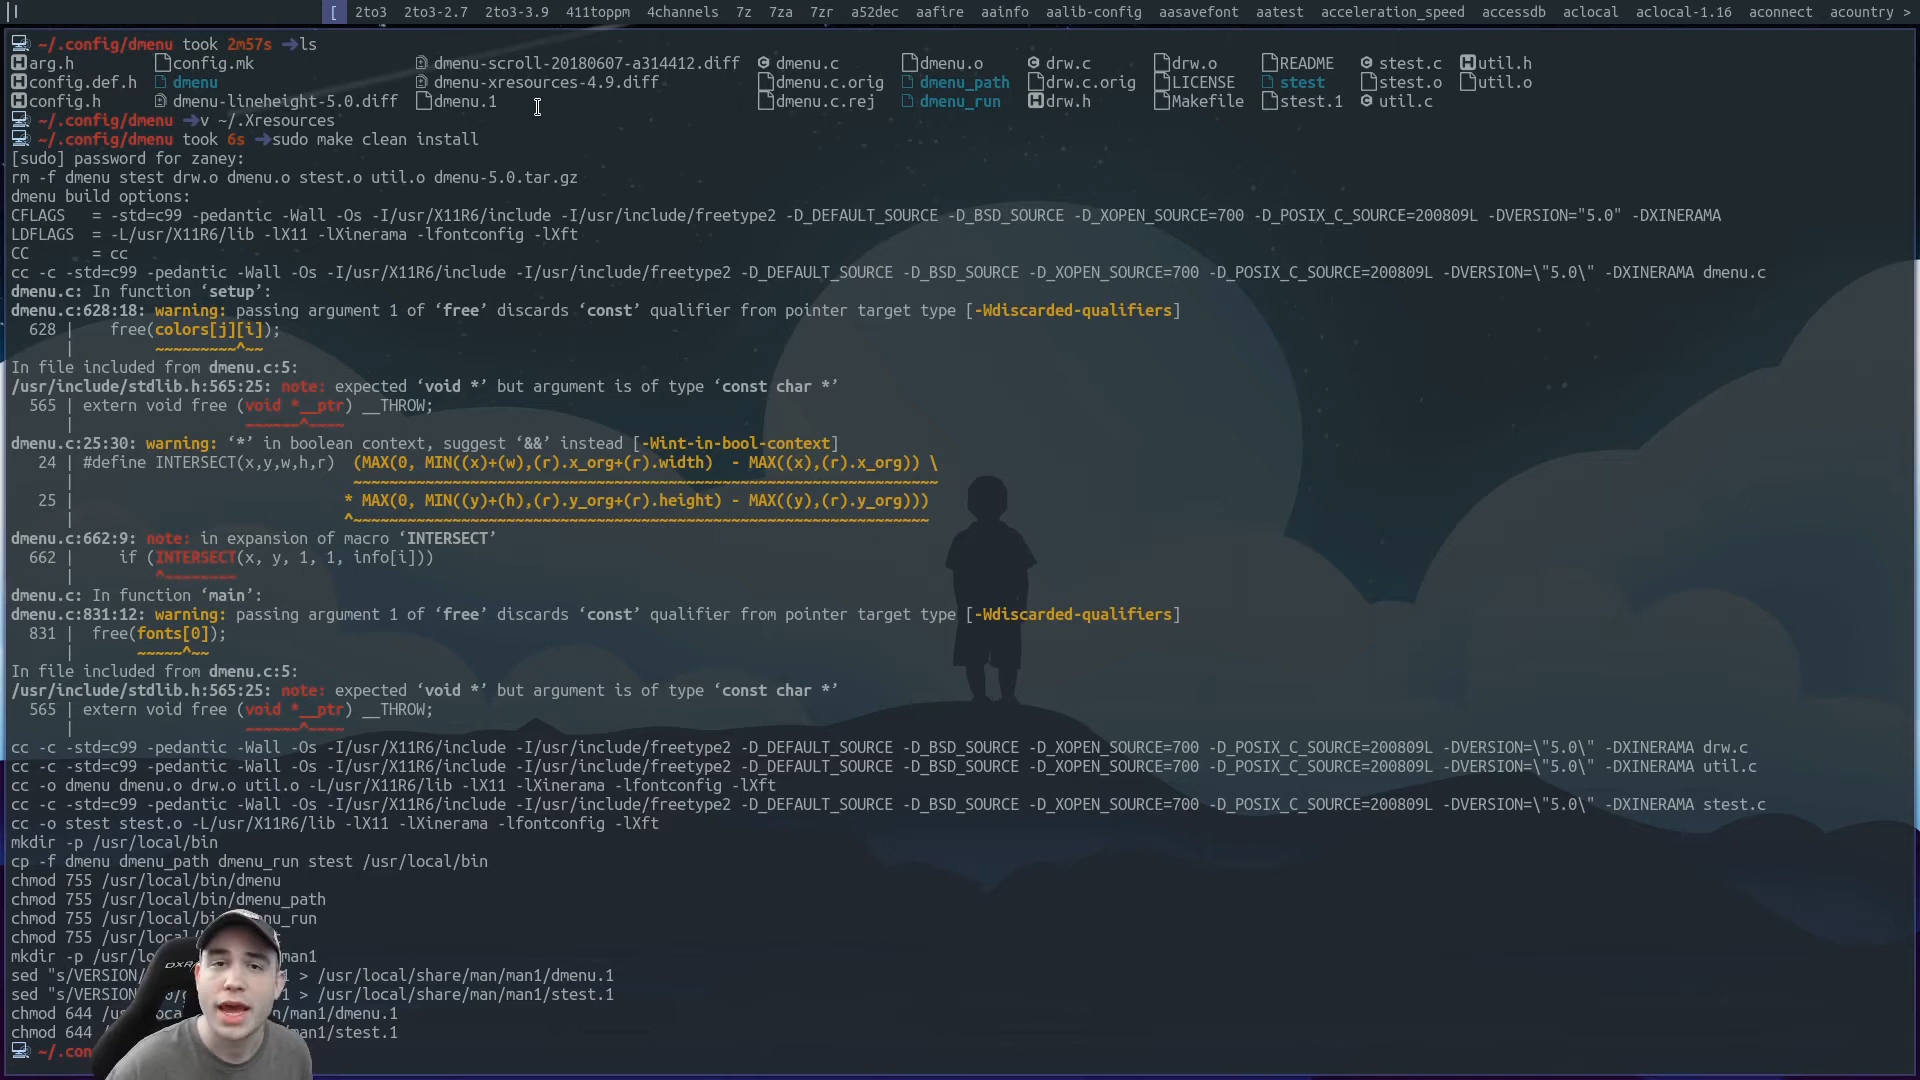 [ 2to3 2to3-2.7 2to3-3.9 411toppm 4channels 7z 7za 7zr a52dec aafire aainfo aalib-config aasavefont aatest acceleration_speed accessdb aclocal aclocal-1.16 aconnect acountry >
~/.config/dmenu took 2m57s ➜ls
arg.h config.mk dmenu-scroll-20180607-a314412.diff dmenu.c dmenu.o drw.c drw.o README stest.c util.h
config.def.h dmenu dmenu-xresources-4.9.diff dmenu.c.orig dmenu_path drw.c.orig LICENSE stest stest.o util.o
config.h dmenu-lineheight-5.0.diff dmenu.1 dmenu.c.rej dmenu_run drw.h Makefile stest.1 util.c
~/.config/dmenu ➜v ~/.Xresources
~/.config/dmenu took 6s ➜sudo make clean install
[sudo] password for zaney:
rm -f dmenu stest drw.o dmenu.o stest.o util.o dmenu-5.0.tar.gz
dmenu build options:
CFLAGS   = -std=c99 -pedantic -Wall -Os -I/usr/X11R6/include -I/usr/include/freetype2 -D_DEFAULT_SOURCE -D_BSD_SOURCE -D_XOPEN_SOURCE=700 -D_POSIX_C_SOURCE=200809L -DVERSION="5.0" -DXINERAMA
LDFLAGS  = -L/usr/X11R6/lib -lX11 -lXinerama -lfontconfig -lXft
CC       = cc
cc -c -std=c99 -pedantic -Wall -Os -I/usr/X11R6/include -I/usr/include/freetype2 -D_DEFAULT_SOURCE -D_BSD_SOURCE -D_XOPEN_SOURCE=700 -D_POSIX_C_SOURCE=200809L -DVERSION=\"5.0\" -DXINERAMA dmenu.c
dmenu.c: In function ‘setup’:
dmenu.c:628:18: warning: passing argument 1 of ‘free’ discards ‘const’ qualifier from pointer target type [-Wdiscarded-qualifiers]
628 |    free(colors[j][i]);
|         ~~~~~~~~~^~~
In file included from dmenu.c:5:
/usr/include/stdlib.h:565:25: note: expected ‘void *’ but argument is of type ‘const char *’
565 | extern void free (void *__ptr) __THROW;
|                   ~~~~~~^~~~~
dmenu.c:25:30: warning: ‘*’ in boolean context, suggest ‘&&’ instead [-Wint-in-bool-context]
24 | #define INTERSECT(x,y,w,h,r)  (MAX(0, MIN((x)+(w),(r).x_org+(r).width)  - MAX((x),(r).x_org)) \
|                               ~~~~~~~~~~~~~~~~~~~~~~~~~~~~~~~~~~~~~~~~~~~~~~~~~~~~~~~~~~~~~~~~~
25 |                              * MAX(0, MIN((y)+(h),(r).y_org+(r).height) - MAX((y),(r).y_org)))
|                              ^~~~~~~~~~~~~~~~~~~~~~~~~~~~~~~~~~~~~~~~~~~~~~~~~~~~~~~~~~~~~~~~~
dmenu.c:662:9: note: in expansion of macro ‘INTERSECT’
662 |     if (INTERSECT(x, y, 1, 1, info[i]))
|         ^~~~~~~~~
dmenu.c: In function ‘main’:
dmenu.c:831:12: warning: passing argument 1 of ‘free’ discards ‘const’ qualifier from pointer target type [-Wdiscarded-qualifiers]
831 |  free(fonts[0]);
|       ~~~~~^~~
In file included from dmenu.c:5:
/usr/include/stdlib.h:565:25: note: expected ‘void *’ but argument is of type ‘const char *’
565 | extern void free (void *__ptr) __THROW;
|                   ~~~~~~^~~~~
cc -c -std=c99 -pedantic -Wall -Os -I/usr/X11R6/include -I/usr/include/freetype2 -D_DEFAULT_SOURCE -D_BSD_SOURCE -D_XOPEN_SOURCE=700 -D_POSIX_C_SOURCE=200809L -DVERSION=\"5.0\" -DXINERAMA drw.c
cc -c -std=c99 -pedantic -Wall -Os -I/usr/X11R6/include -I/usr/include/freetype2 -D_DEFAULT_SOURCE -D_BSD_SOURCE -D_XOPEN_SOURCE=700 -D_POSIX_C_SOURCE=200809L -DVERSION=\"5.0\" -DXINERAMA util.c
cc -o dmenu dmenu.o drw.o util.o -L/usr/X11R6/lib -lX11 -lXinerama -lfontconfig -lXft
cc -c -std=c99 -pedantic -Wall -Os -I/usr/X11R6/include -I/usr/include/freetype2 -D_DEFAULT_SOURCE -D_BSD_SOURCE -D_XOPEN_SOURCE=700 -D_POSIX_C_SOURCE=200809L -DVERSION=\"5.0\" -DXINERAMA stest.c
cc -o stest stest.o -L/usr/X11R6/lib -lX11 -lXinerama -lfontconfig -lXft
mkdir -p /usr/local/bin
cp -f dmenu dmenu_path dmenu_run stest /usr/local/bin
chmod 755 /usr/local/bin/dmenu
chmod 755 /usr/local/bin/dmenu_path
chmod 755 /usr/local/bi nu_run
chmod 755 /usr/local
mkdir -p /usr/loca man1
sed "s/VERSION/ 1 > /usr/local/share/man/man1/dmenu.1
sed "s/VERSION 1 > /usr/local/share/man/man1/stest.1
chmod 644 /us loca n/man1/dmenu.1
chmod 644 / man1/stest.1
~/.con